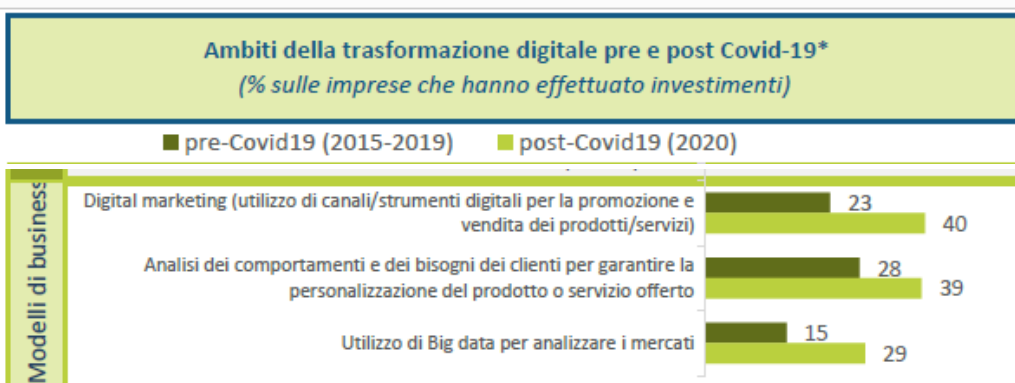 Ambiti della trasformazione digitale pre e post Covid-19*
(% sulle imprese che hanno effettuato investimenti)
pre-Covid19 (2015-2019) post-Covid19 (2020)
Modelli di business
Digital marketing (utilizzo di canali/strumenti digitali per la promozione e
vendita dei prodotti/servizi)
23
40
Analisi dei comportamenti e dei bisogni dei clienti per garantire la
personalizzazione del prodotto o servizio offerto
28
39
Utilizzo di Big data per analizzare i mercati
15
29